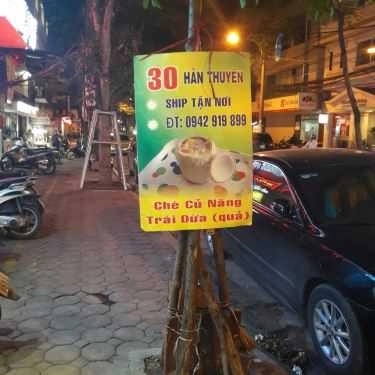 30 HÀN THUYÊN
SHIP TẬN NƠI
ĐT: 0942 919 899
Chè Củ Năng
Trái Dừa (quả)